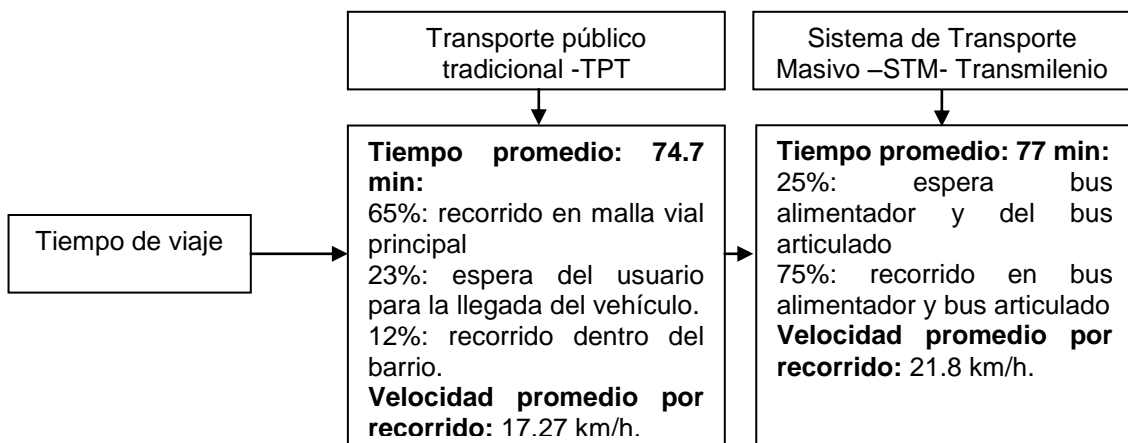 Transporte público
tradicional -TPT
Sistema de Transporte
Masivo –STM- Transmilenio
Tiempo de viaje
Tiempo promedio: 74.7
min:
65%: recorrido en malla vial
principal
23%: espera del usuario
para la llegada del vehículo.
12%: recorrido dentro del
barrio.
Velocidad promedio por
recorrido: 17.27 km/h.
Tiempo promedio: 77 min:
25%: espera bus
alimentador y del bus
articulado
75%: recorrido en bus
alimentador y bus articulado
Velocidad promedio por
recorrido: 21.8 km/h.